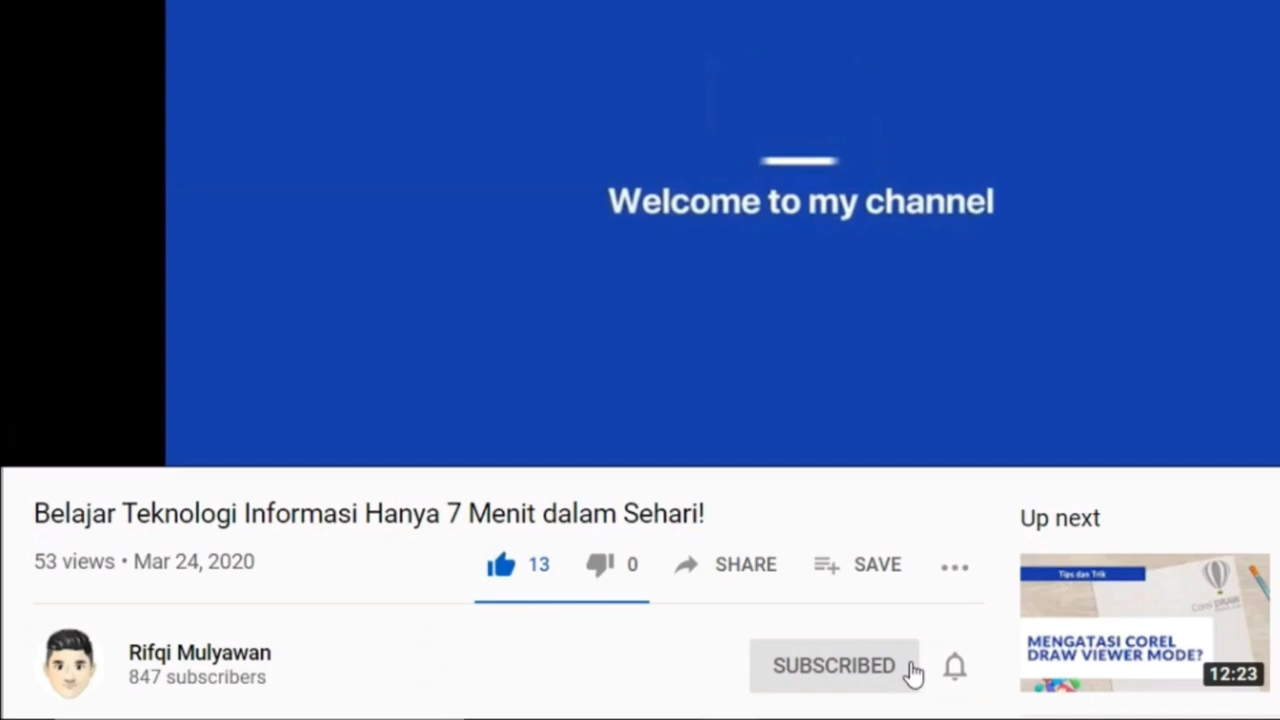 Welcome to my channel
Belajar Teknologi Informasi Hanya 7 Menit dalam Sehari!
53 views • Mar 24, 2020
13
0
SHARE
SAVE
Rifqi Mulyawan
847 subscribers
SUBSCRIBED
Up next
Tips dan Trik
Corel DRAW
MENGATASI COREL
DRAW VIEWER MODE?
12:23